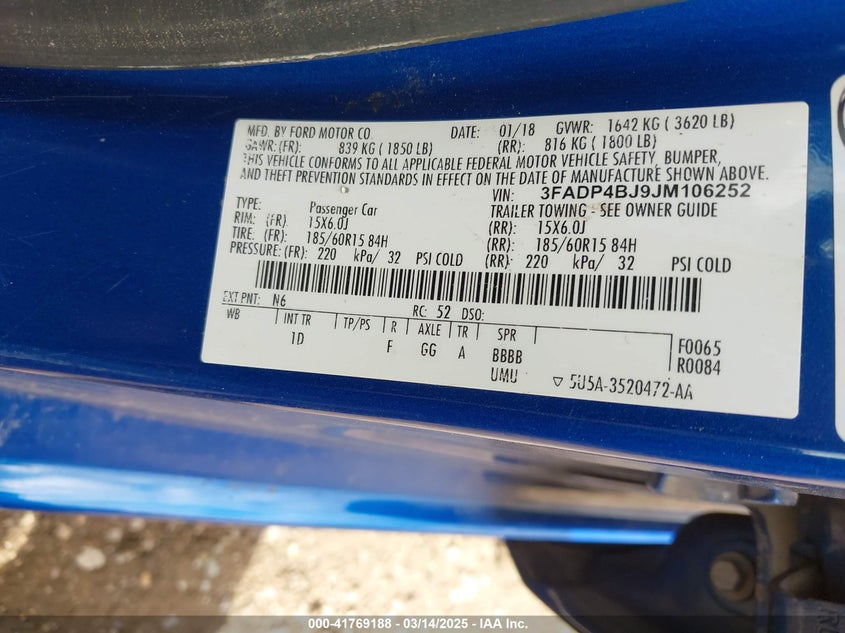 MFD. BY FORD MOTOR CO. DATE: 01/18 GVWR: 1642 KG ( 3620 LB)
GAWR: (FR): 839 KG ( 1850 LB) (RR): 816 KG ( 1800 LB)
THIS VEHICLE CONFORMS TO ALL APPLICABLE FEDERAL MOTOR VEHICLE SAFETY, BUMPER,
AND THEFT PREVENTION STANDARDS IN EFFECT ON THE DATE OF MANUFACTURE SHOWN ABOVE.
VIN: 3FADP4BJ9JM106252
TYPE: Passenger Car TRAILER TOWING - SEE OWNER GUIDE
RIM: (FR): 15X6.0J (RR): 15X6.0J
TIRE: (FR): 185/60R15 84H (RR): 185/60R15 84H
PRESSURE: (FR): 220 kPa/ 32 PSI COLD (RR): 220 kPa/ 32 PSI COLD
EXT PNT: N6 RC: 52 DSO:
WB INT TR TP/PS R AXLE TR SPR F0065
1D F GG A BBBB R0084
UMU ▽ 5U5A-3520472-AA
000-41769188 - 03/14/2025 - IAA Inc.